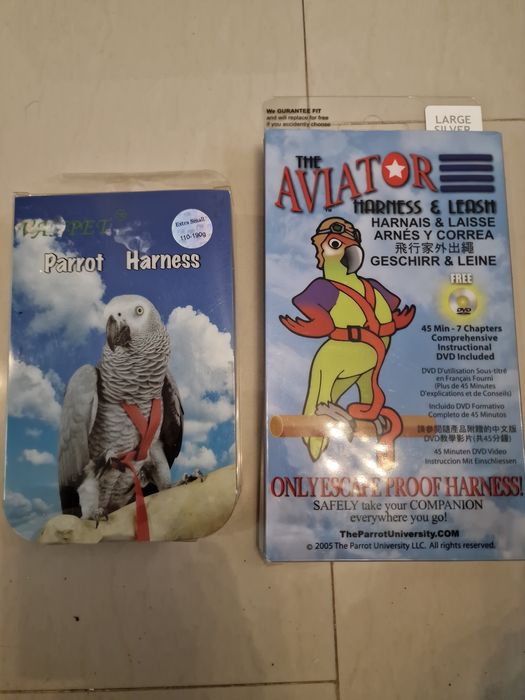 VANPET
Extra Small
110-190g
Parrot Harness
We GURANTEE FIT
and will replace for free
if you accidently choose
LARGE
SILVER
THE
AVIATOR
TM
HARNESS & LEASH
HARNAIS & LAISSE
ARNÉS Y CORREA
飛行家外出繩
GESCHIRR & LEINE
FREE
DVD
45 Min - 7 Chapters
Comprehensive
Instructional
DVD Included
DVD D'utilisation Sous-titré
en Français Fourni
(Plus de 45 Minutes
D'explications et de Conseils)
Incluido DVD Formativo
Completo de 45 Minutos
請參閱隨產品附贈的中文版
DVD教學影片(共45分鐘)
45 Minuten DVD Video
Instruccion Mit Einschliessen
ONLY ESCAPE PROOF HARNESS!
SAFELY take your COMPANION
everywhere you go!
TheParrotUniversity.COM
© 2005 The Parrot University LLC. All rights reserved.